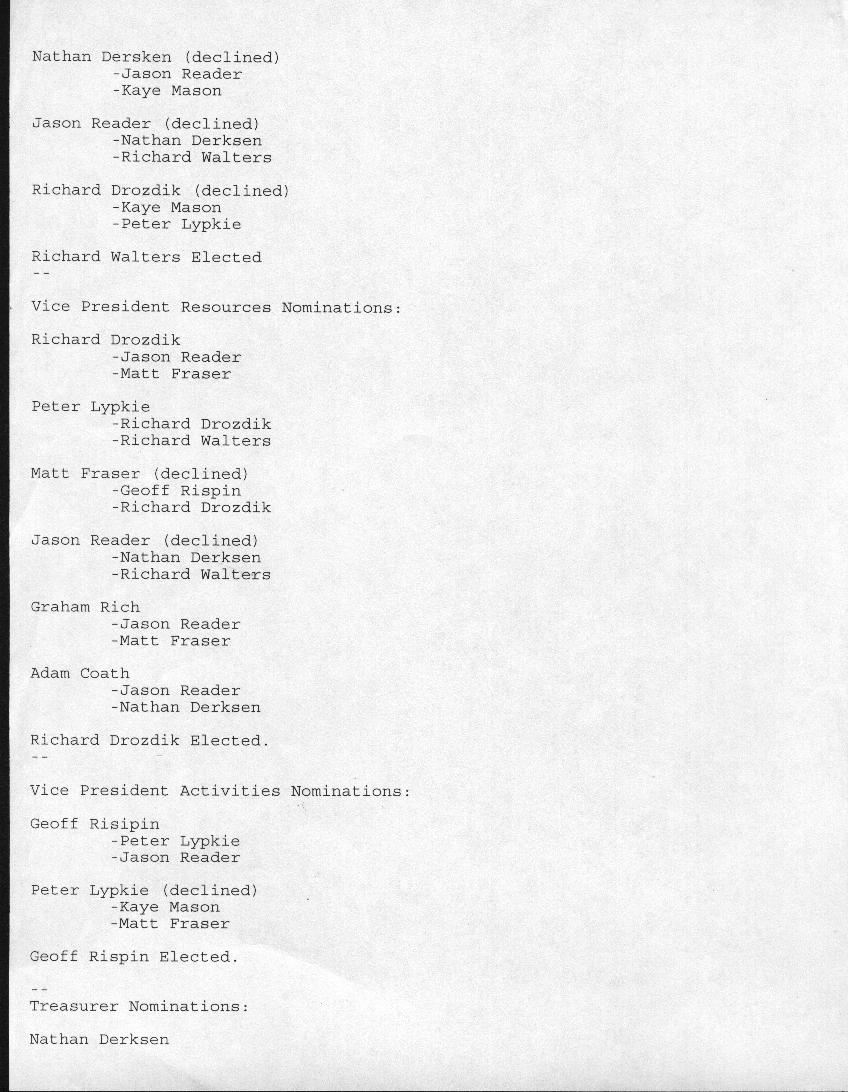 Nathan Dersken (declined)
-Jason Reader
-Kaye Mason
Jason Reader (declined)
-Nathan Derksen
-Richard Walters
Richard Drozdik (declined)
-Kaye Mason
-Peter Lypkie
Richard Walters Elected
--
Vice President Resources Nominations:
Richard Drozdik
-Jason Reader
-Matt Fraser
Peter Lypkie
-Richard Drozdik
-Richard Walters
Matt Fraser (declined)
-Geoff Rispin
-Richard Drozdik
Jason Reader (declined)
-Nathan Derksen
-Richard Walters
Graham Rich
-Jason Reader
-Matt Fraser
Adam Coath
-Jason Reader
-Nathan Derksen
Richard Drozdik Elected.
--
Vice President Activities Nominations:
Geoff Risipin
-Peter Lypkie
-Jason Reader
Peter Lypkie (declined)
-Kaye Mason
-Matt Fraser
Geoff Rispin Elected.
--
Treasurer Nominations:
Nathan Derksen